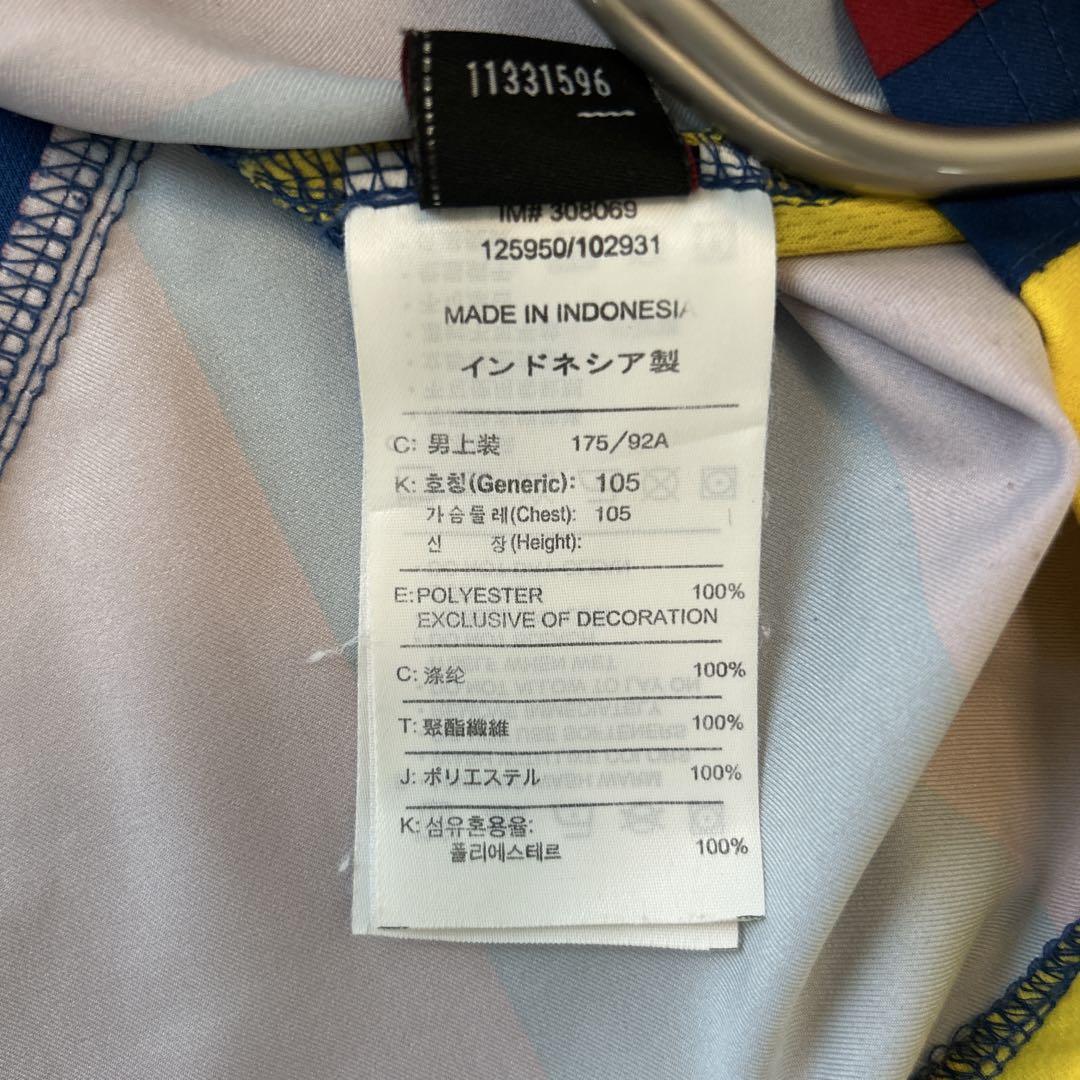 11331596
IM# 308069
125950/102931
MADE IN INDONESIA
インドネシア製
C: 男上装 175/92A
K: 호칭(Generic): 105
가슴둘레(Chest): 105
신 장(Height):
E:POLYESTER 100%
EXCLUSIVE OF DECORATION
C: 涤纶 100%
T: 聚酯纖維 100%
J: ポリエステル 100%
K: 섬유혼용율:
폴리에스테르 100%